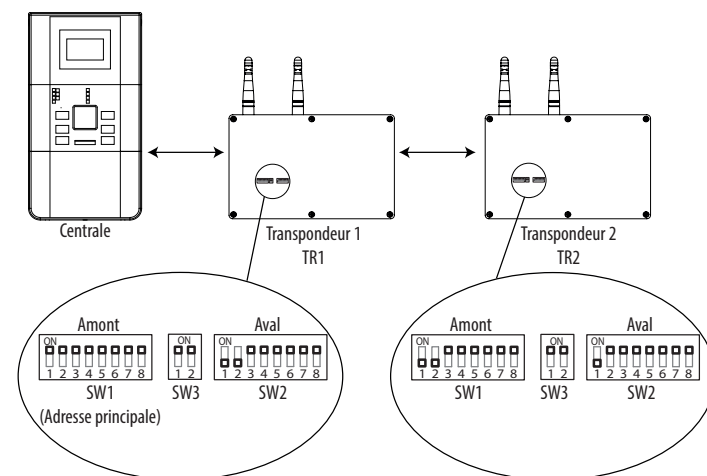 Centrale
Transpondeur 1
TR1
Transpondeur 2
TR2
Amont
Aval
ON
1 2 3 4 5 6 7 8
ON
1 2
ON
1 2 3 4 5 6 7 8
SW1
SW3
SW2
(Adresse principale)
Amont
Aval
ON
1 2 3 4 5 6 7 8
ON
1 2
ON
1 2 3 4 5 6 7 8
SW1
SW3
SW2